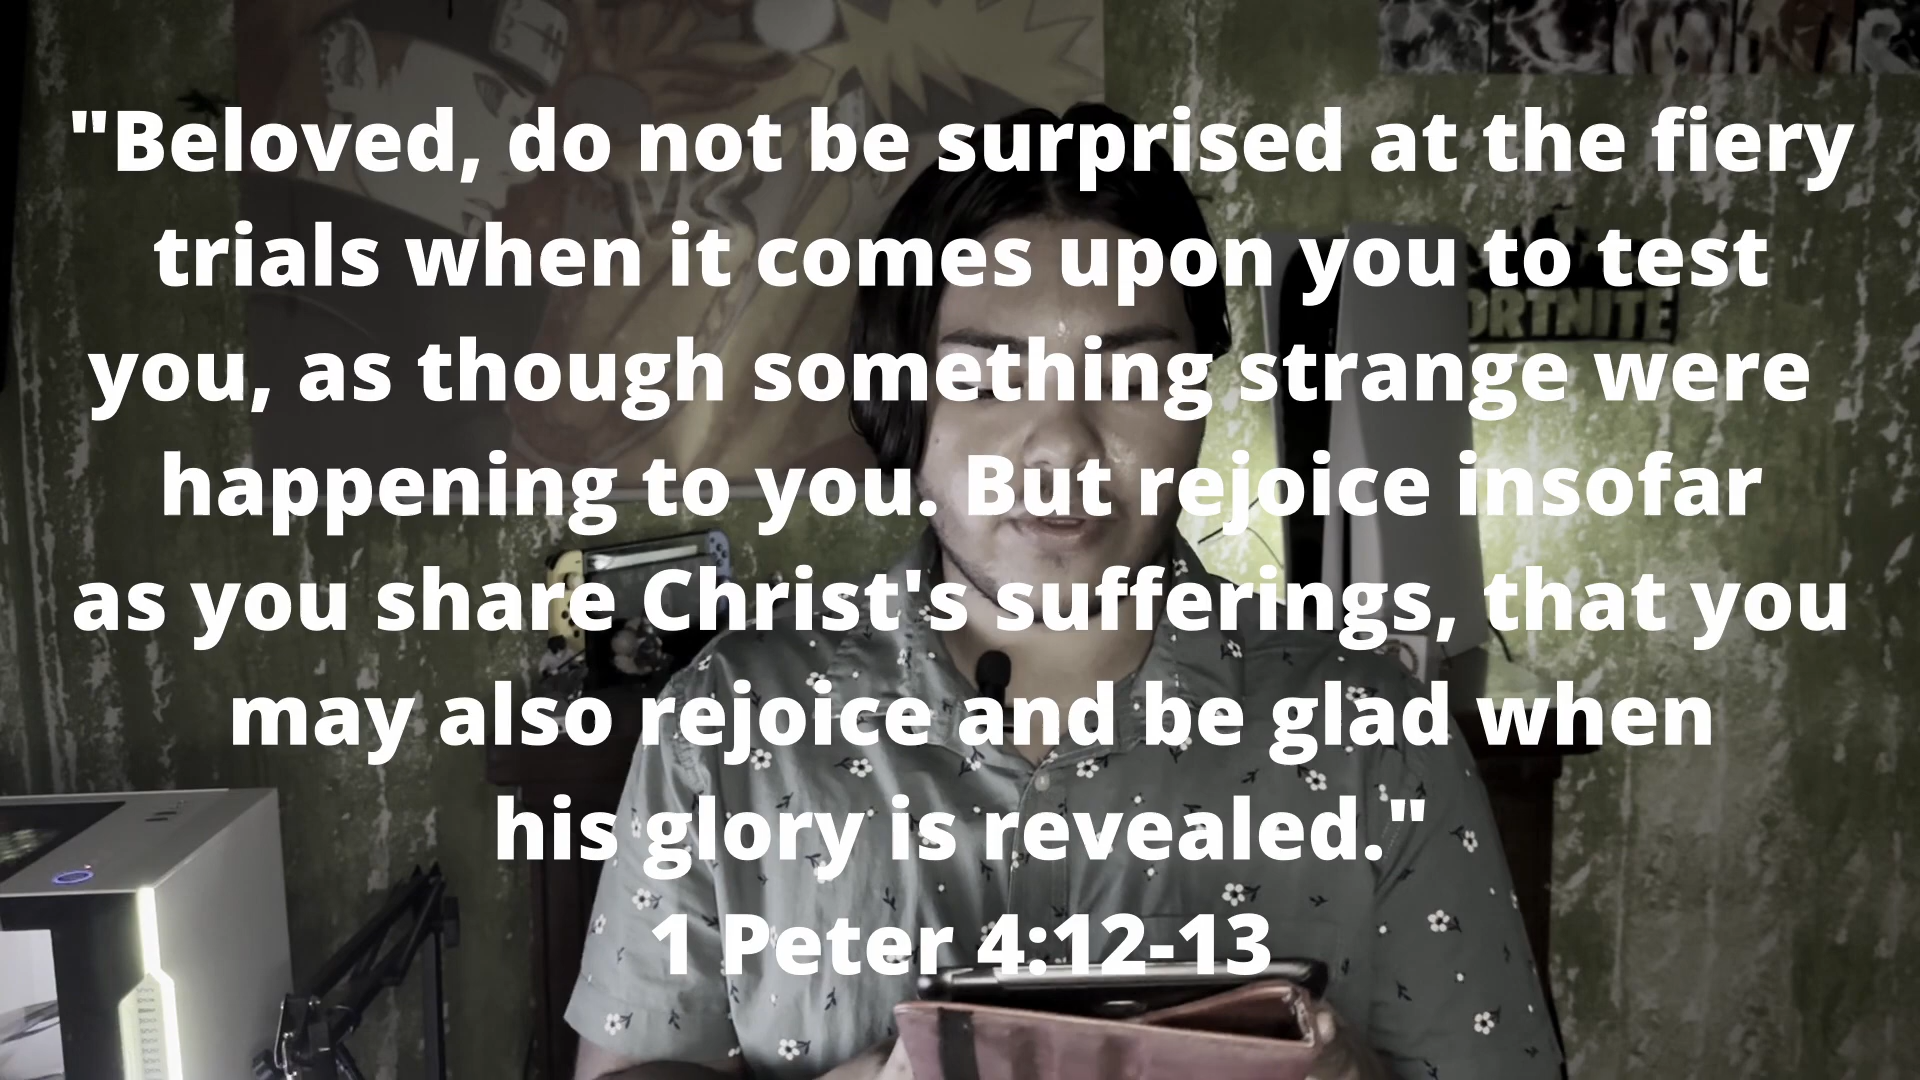 "Beloved, do not be surprised at the fiery
trials when it comes upon you to test
you, as though something strange were
happening to you. But rejoice insofar
as you share Christ's sufferings, that you
may also rejoice and be glad when
his glory is revealed."
1 Peter 4:12-13
ORTNITE